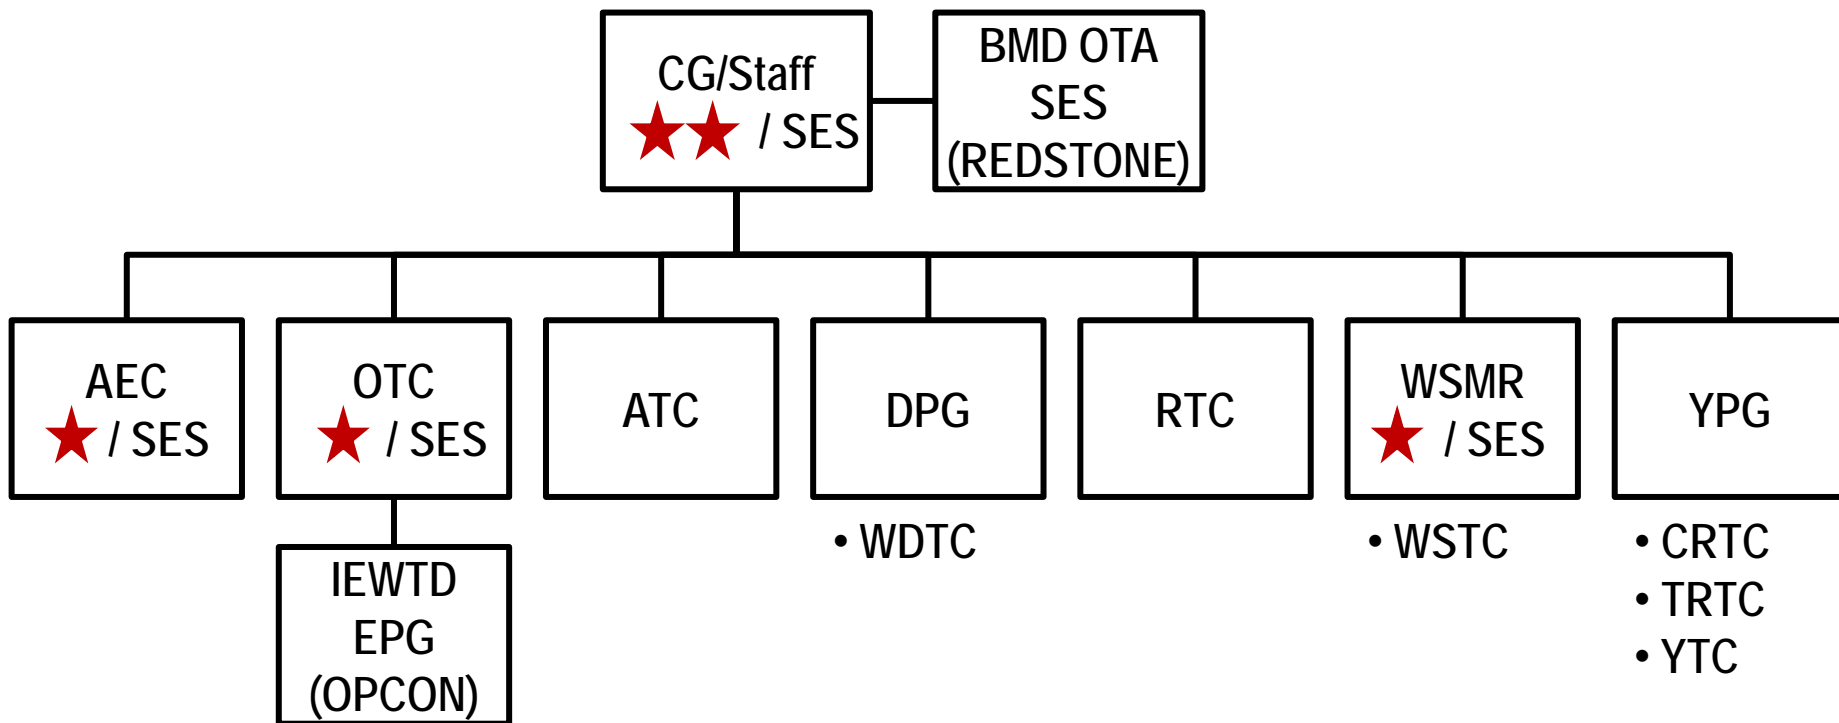 CG/Staff
/ SES
BMD OTA
SES
(REDSTONE)
AEC
/ SES
OTC
/ SES
ATC
DPG
RTC
WSMR
/ SES
YPG
IEWTD
EPG
(OPCON)
• WDTC
• WSTC
• CRTC
• TRTC
• YTC